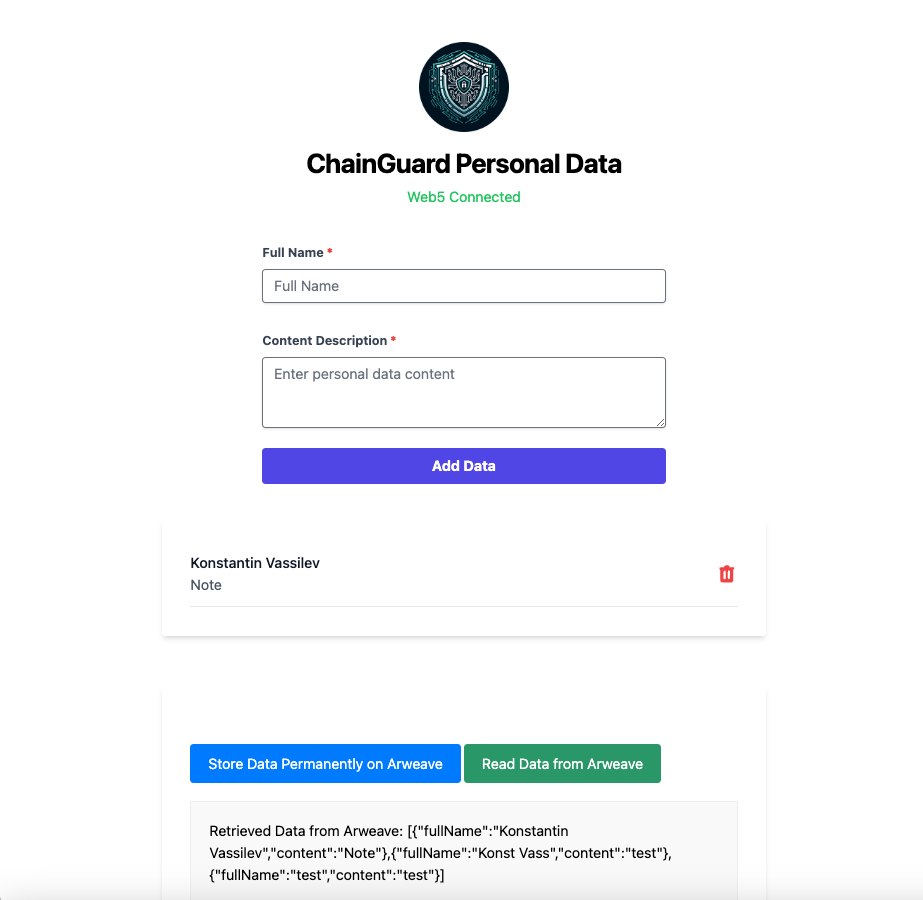 ChainGuard Personal Data
Web5 Connected
Full Name *
Full Name
Content Description *
Enter personal data content
Add Data
Konstantin Vassilev
Note
Store Data Permanently on Arweave
Read Data from Arweave
Retrieved Data from Arweave: [{"fullName":"Konstantin
Vassilev","content":"Note"},{"fullName":"Konst Vass","content":"test"},
{"fullName":"test","content":"test"}]